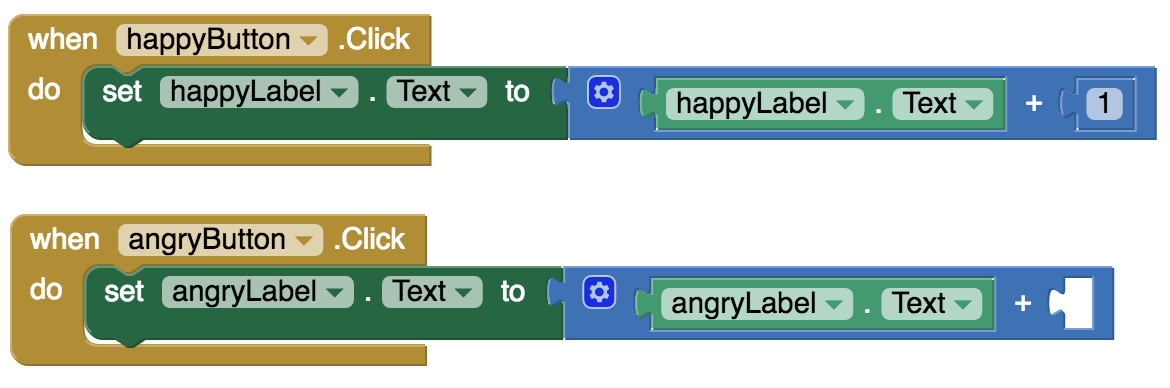 when happyButton .Click
do set happyLabel . Text to happyLabel . Text + 1
when angryButton .Click
do set angryLabel . Text to angryLabel . Text +